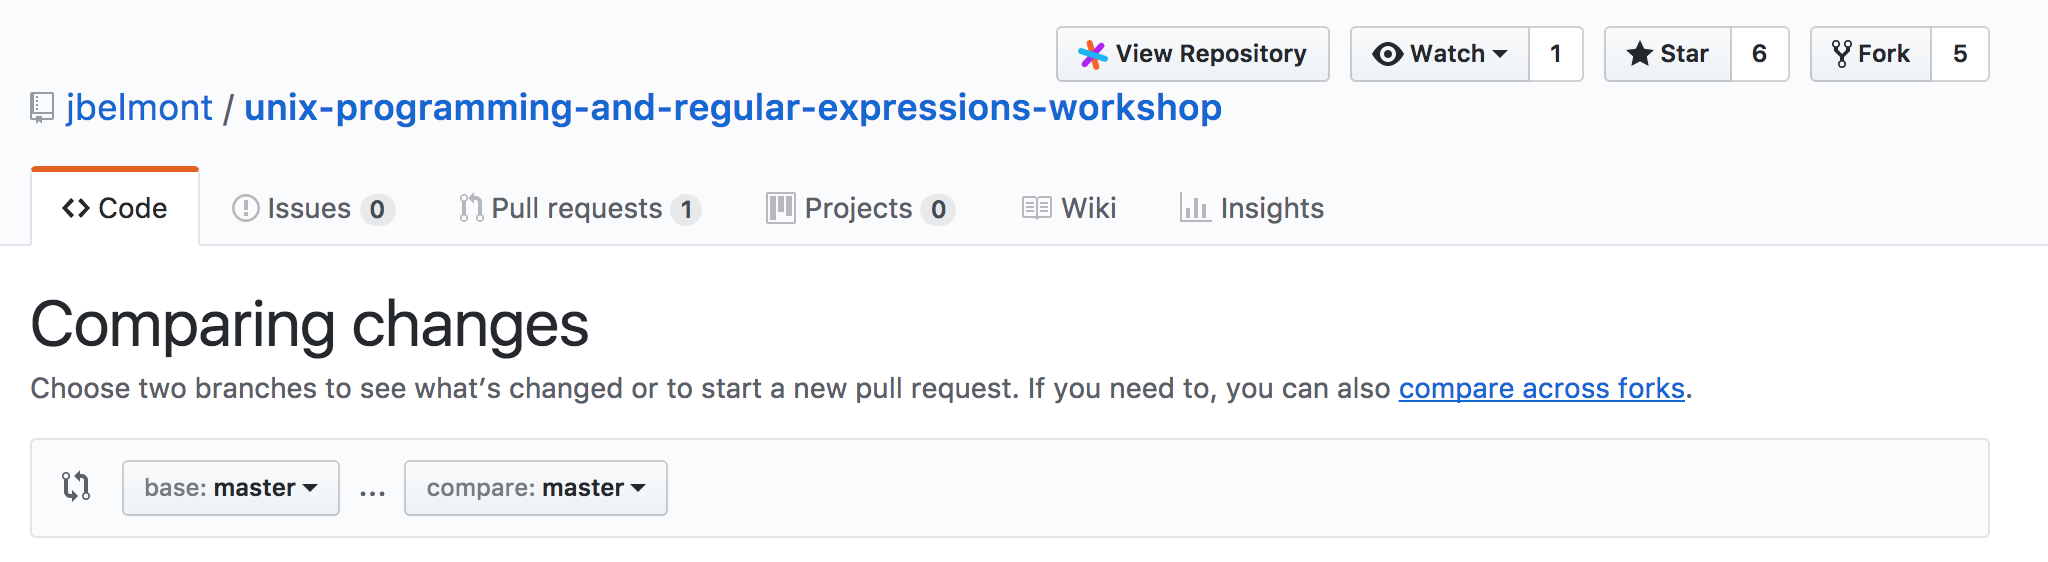 View Repository Watch 1 Star 6 Fork 5
jbelmont / unix-programming-and-regular-expressions-workshop
Code Issues 0 Pull requests 1 Projects 0 Wiki Insights
Comparing changes
Choose two branches to see what’s changed or to start a new pull request. If you need to, you can also compare across forks.
base: master ... compare: master